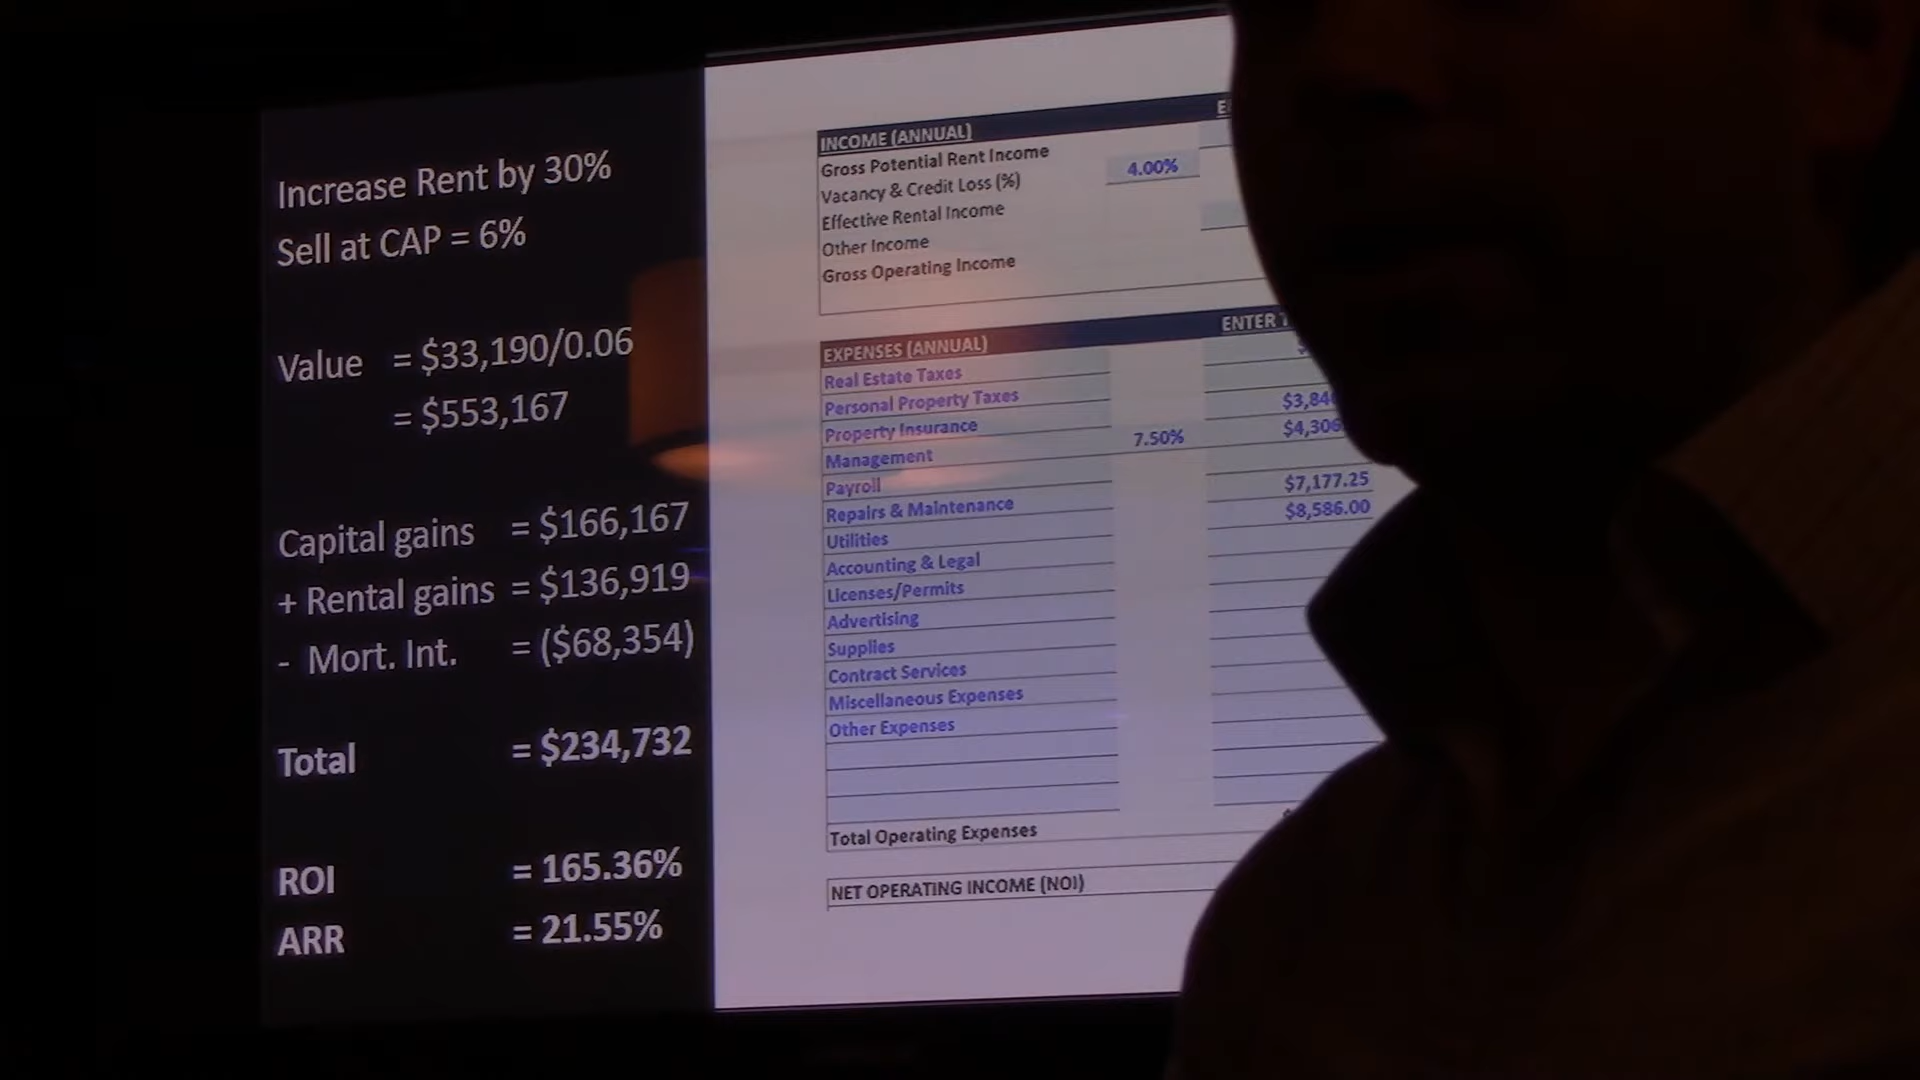 Increase Rent by 30%
Sell at CAP = 6%
Value = $33,190/0.06
= $553,167
Capital gains = $166,167
+ Rental gains = $136,919
- Mort. Int. = ($68,354)
Total = $234,732
ROI = 165.36%
ARR = 21.55%
INCOME (ANNUAL)
Gross Potential Rent Income
Vacancy & Credit Loss (%) 4.00%
Effective Rental Income
Other Income
Gross Operating Income
EXPENSES (ANNUAL) ENTER
Real Estate Taxes
Personal Property Taxes
Property Insurance
Management 7.50%
Payroll
Repairs & Maintenance
Utilities
Accounting & Legal
Licenses/Permits
Advertising
Supplies
Contract Services
Miscellaneous Expenses
Other Expenses
$7,177.25
$8,586.00
Total Operating Expenses
NET OPERATING INCOME (NOI)